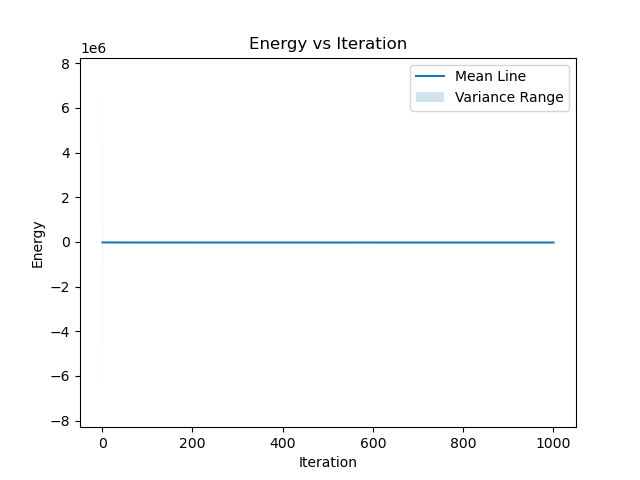 Energy vs Iteration
1e6
Mean Line
Variance Range
8
6
4
2
0
−2
−4
−6
−8
Energy
0 200 400 600 800 1000
Iteration